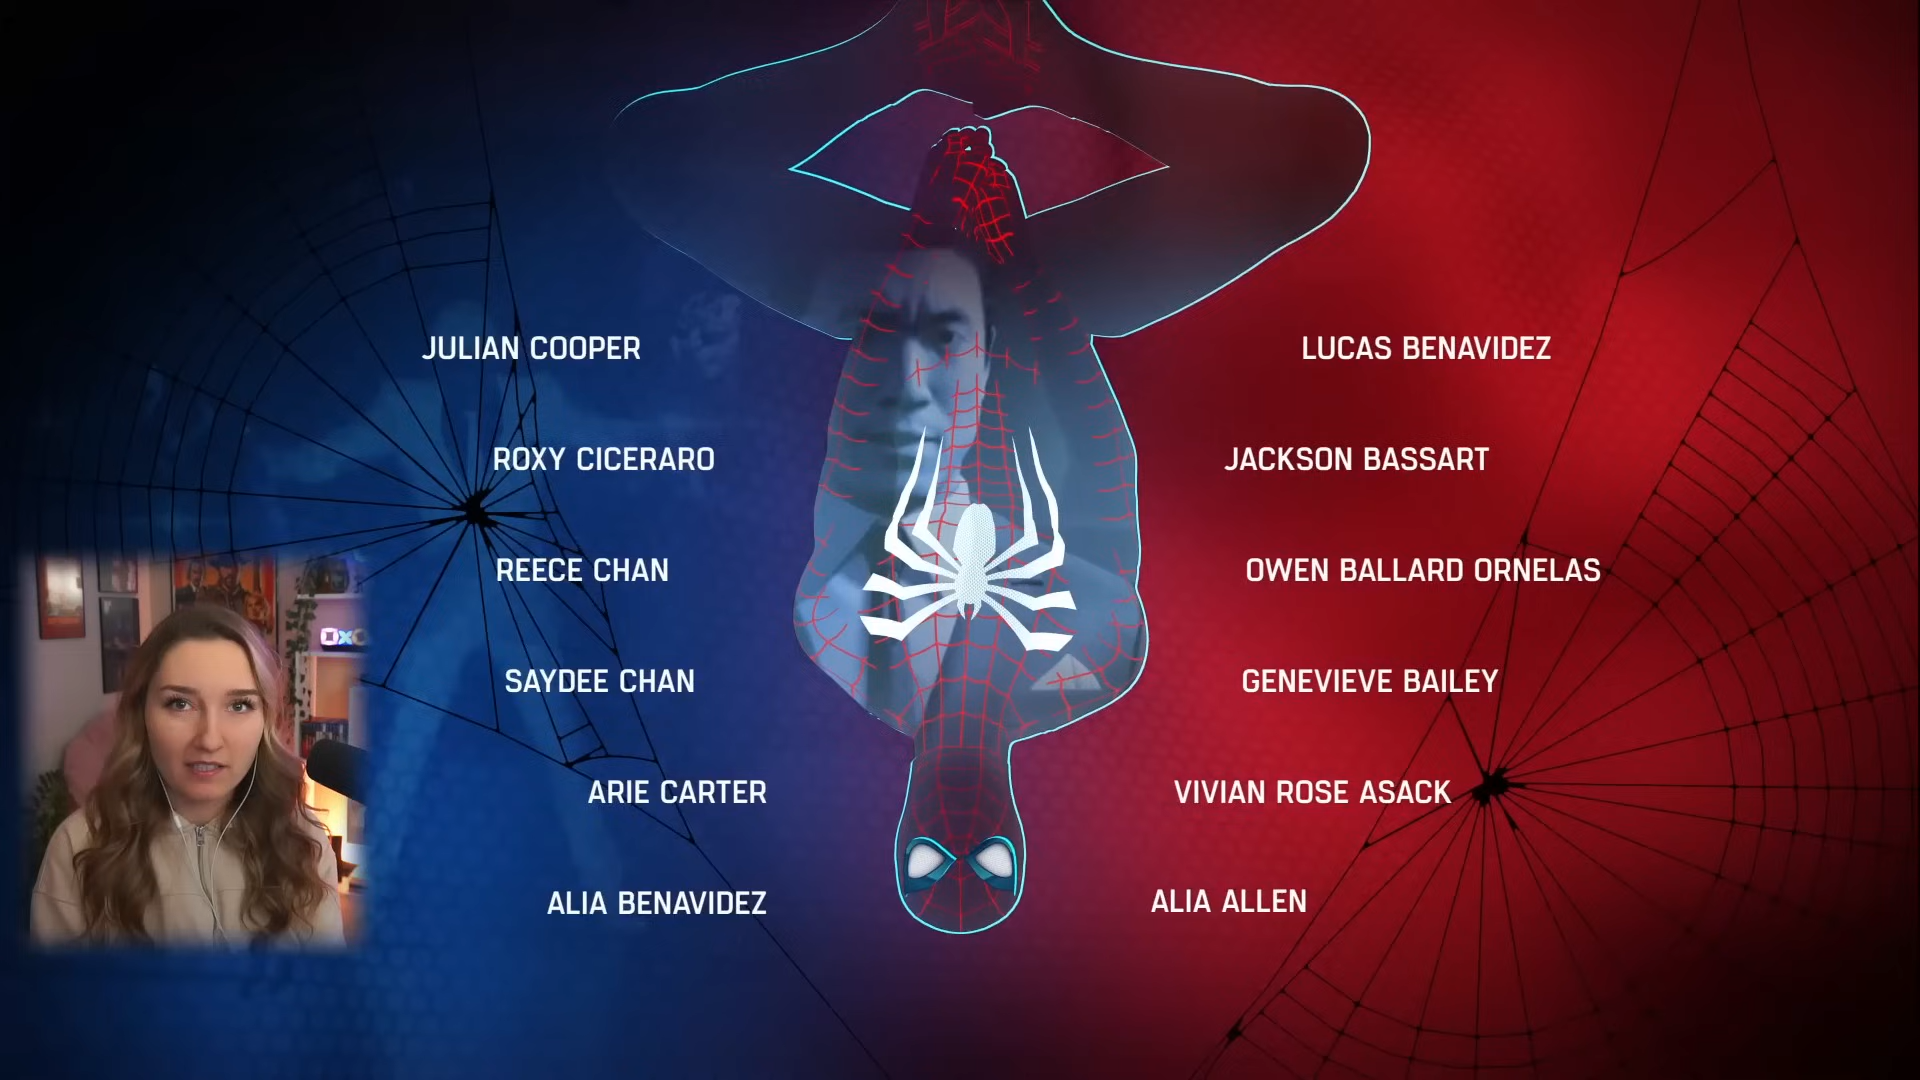 JULIAN COOPER
LUCAS BENAVIDEZ
ROXY CICERARO
JACKSON BASSART
REECE CHAN
OWEN BALLARD ORNELAS
SAYDEE CHAN
GENEVIEVE BAILEY
ARIE CARTER
VIVIAN ROSE ASACK
ALIA BENAVIDEZ
ALIA ALLEN